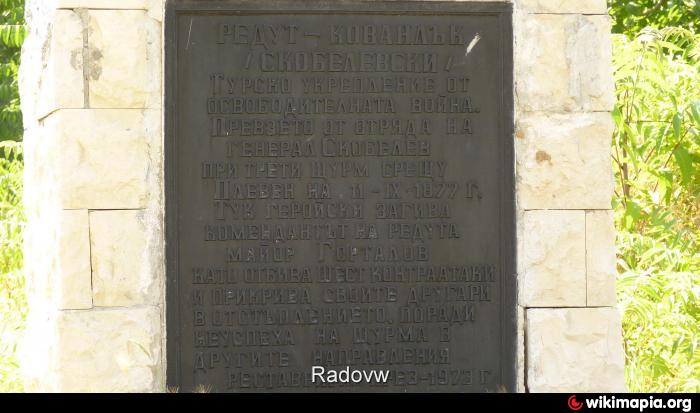 РЕДУТ – КОВАНЛЪК
/СКОБЕЛЕВСКИ/
ТУРСКО УКРЕПЛЕНИЕ ОТ
ОСВОБОДИТЕЛНАТА ВОЙНА.
ПРЕВЗЕТО ОТ ОТРЯДА НА
ГЕНЕРАЛ СКОБЕЛЕВ
ПРИ ТРЕТИ ЩУРМ СРЕЩУ
ПЛЕВЕН НА 11-IX-1877 Г.
ТУК ГЕРОЙСКИ ЗАГИВА
КОМЕНДАНТЪТ НА РЕДУТА
МАЙОР ГОРТАЛОВ
КАТО ОТБИВА ШЕСТ КОНТРААТАКИ
И ПРИКРИВА СВОИТЕ ДРУГАРИ
В ОТСТЪПЛЕНИЕТО, ПОРАДИ
НЕУСПЕХА НА ЩУРМА В
ДРУГИТЕ НАПРАВЛЕНИЯ
1973 Г
Radovw
wikimapia.org